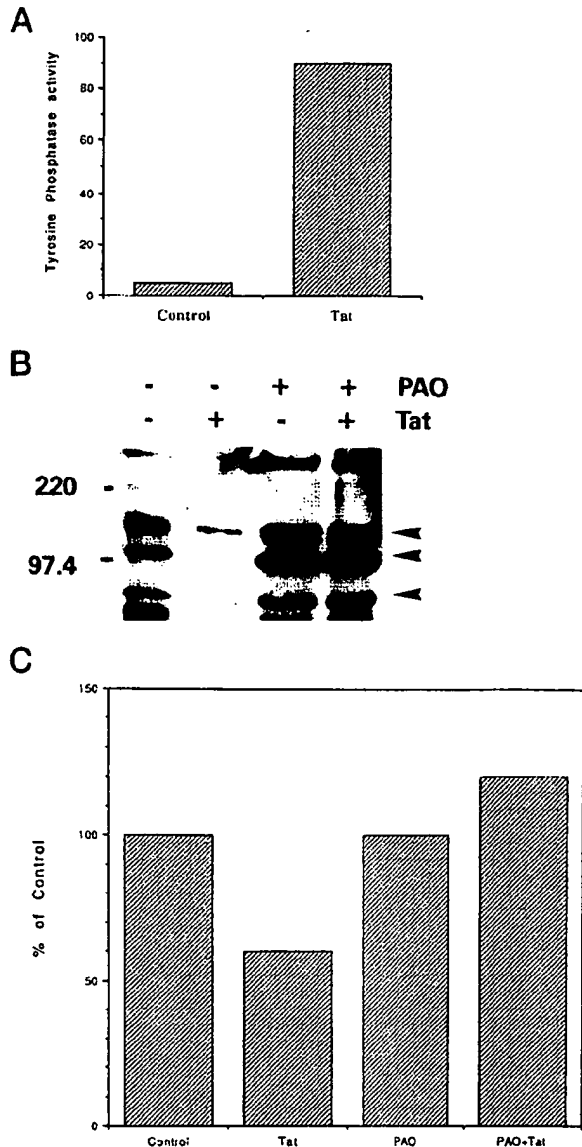 A
Tyrosine Phosphatase activity
100
80
60
40
20
0
Control
Tat
B
- - + + PAO
- + - + Tat
220
97.4
C
% of Control
150
100
50
0
Control
Tat
PAO
PAO+Tat